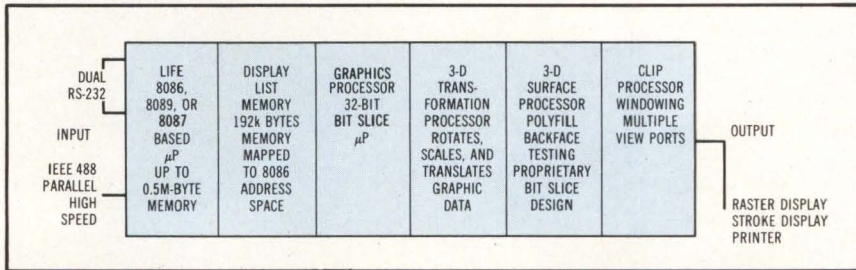 DUAL
RS-232
INPUT
IEEE 488
PARALLEL
HIGH
SPEED
LIFE
8086,
8089, OR
8087
BASED
μP
UP TO
0.5M-BYTE
MEMORY
DISPLAY
LIST
MEMORY
192k BYTES
MEMORY
MAPPED
TO 8086
ADDRESS
SPACE
GRAPHICS
PROCESSOR
32-BIT
BIT SLICE
μP
3-D
TRANS-
FORMATION
PROCESSOR
ROTATES,
SCALES, AND
TRANSLATES
GRAPHIC
DATA
3-D
SURFACE
PROCESSOR
POLYFILL
BACKFACE
TESTING
PROPRIETARY
BIT SLICE
DESIGN
CLIP
PROCESSOR
WINDOWING
MULTIPLE
VIEW PORTS
OUTPUT
RASTER DISPLAY
STROKE DISPLAY
PRINTER